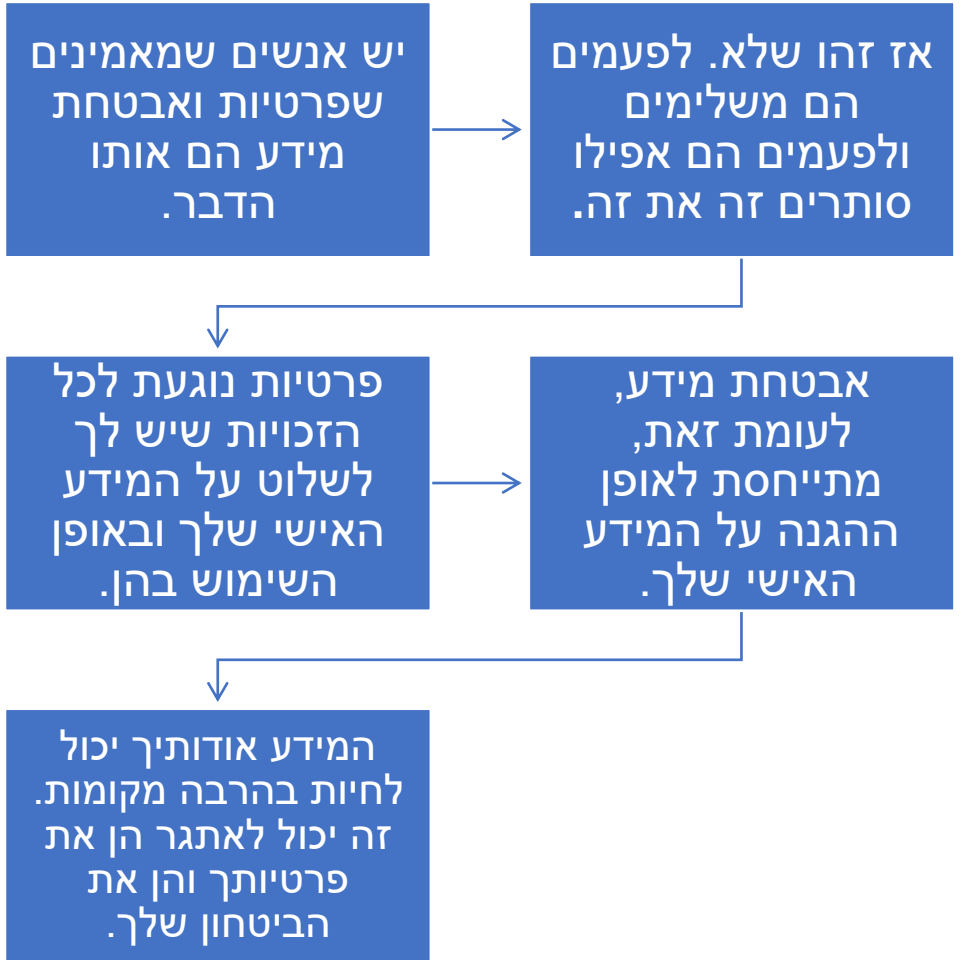 יש אנשים שמאמינים
שפרטיות ואבטחת
מידע הם אותו
הדבר.
אז זהו שלא. לפעמים
הם משלימים
ולפעמים הם אפילו
סותרים זה את זה.
פרטיות נוגעת לכל
הזכויות שיש לך
לשלוט על המידע
האישי שלך ובאופן
השימוש בהן.
אבטחת מידע,
לעומת זאת,
מתייחסת לאופן
ההגנה על המידע
האישי שלך.
המידע אודותיך יכול
לחיות בהרבה מקומות.
זה יכול לאתגר הן את
פרטיותך והן את
הביטחון שלך.